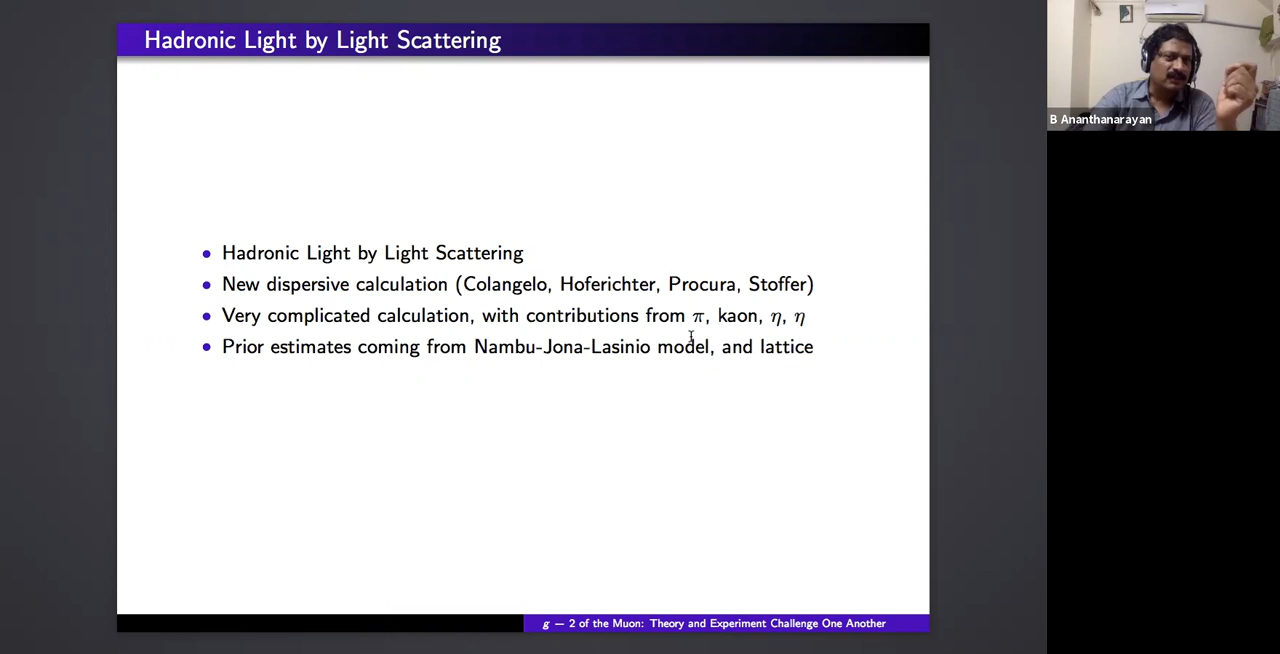 Hadronic Light by Light Scattering
• Hadronic Light by Light Scattering
• New dispersive calculation (Colangelo, Hoferichter, Procura, Stoffer)
• Very complicated calculation, with contributions from π, kaon, η, η
• Prior estimates coming from Nambu-Jona-Lasinio model, and lattice
g — 2 of the Muon: Theory and Experiment Challenge One Another
B Ananthanarayan